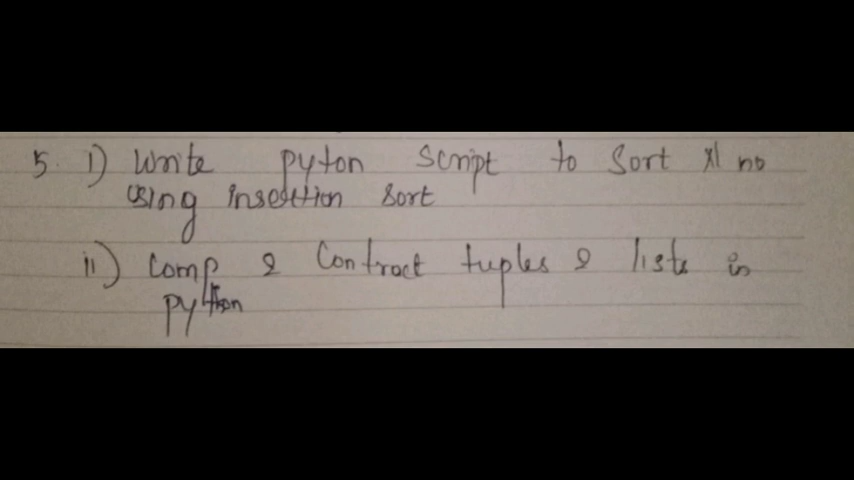 5. i) Write pyton script to sort n no
using insertion sort
ii) Comp & Contract tuples & lists in
python